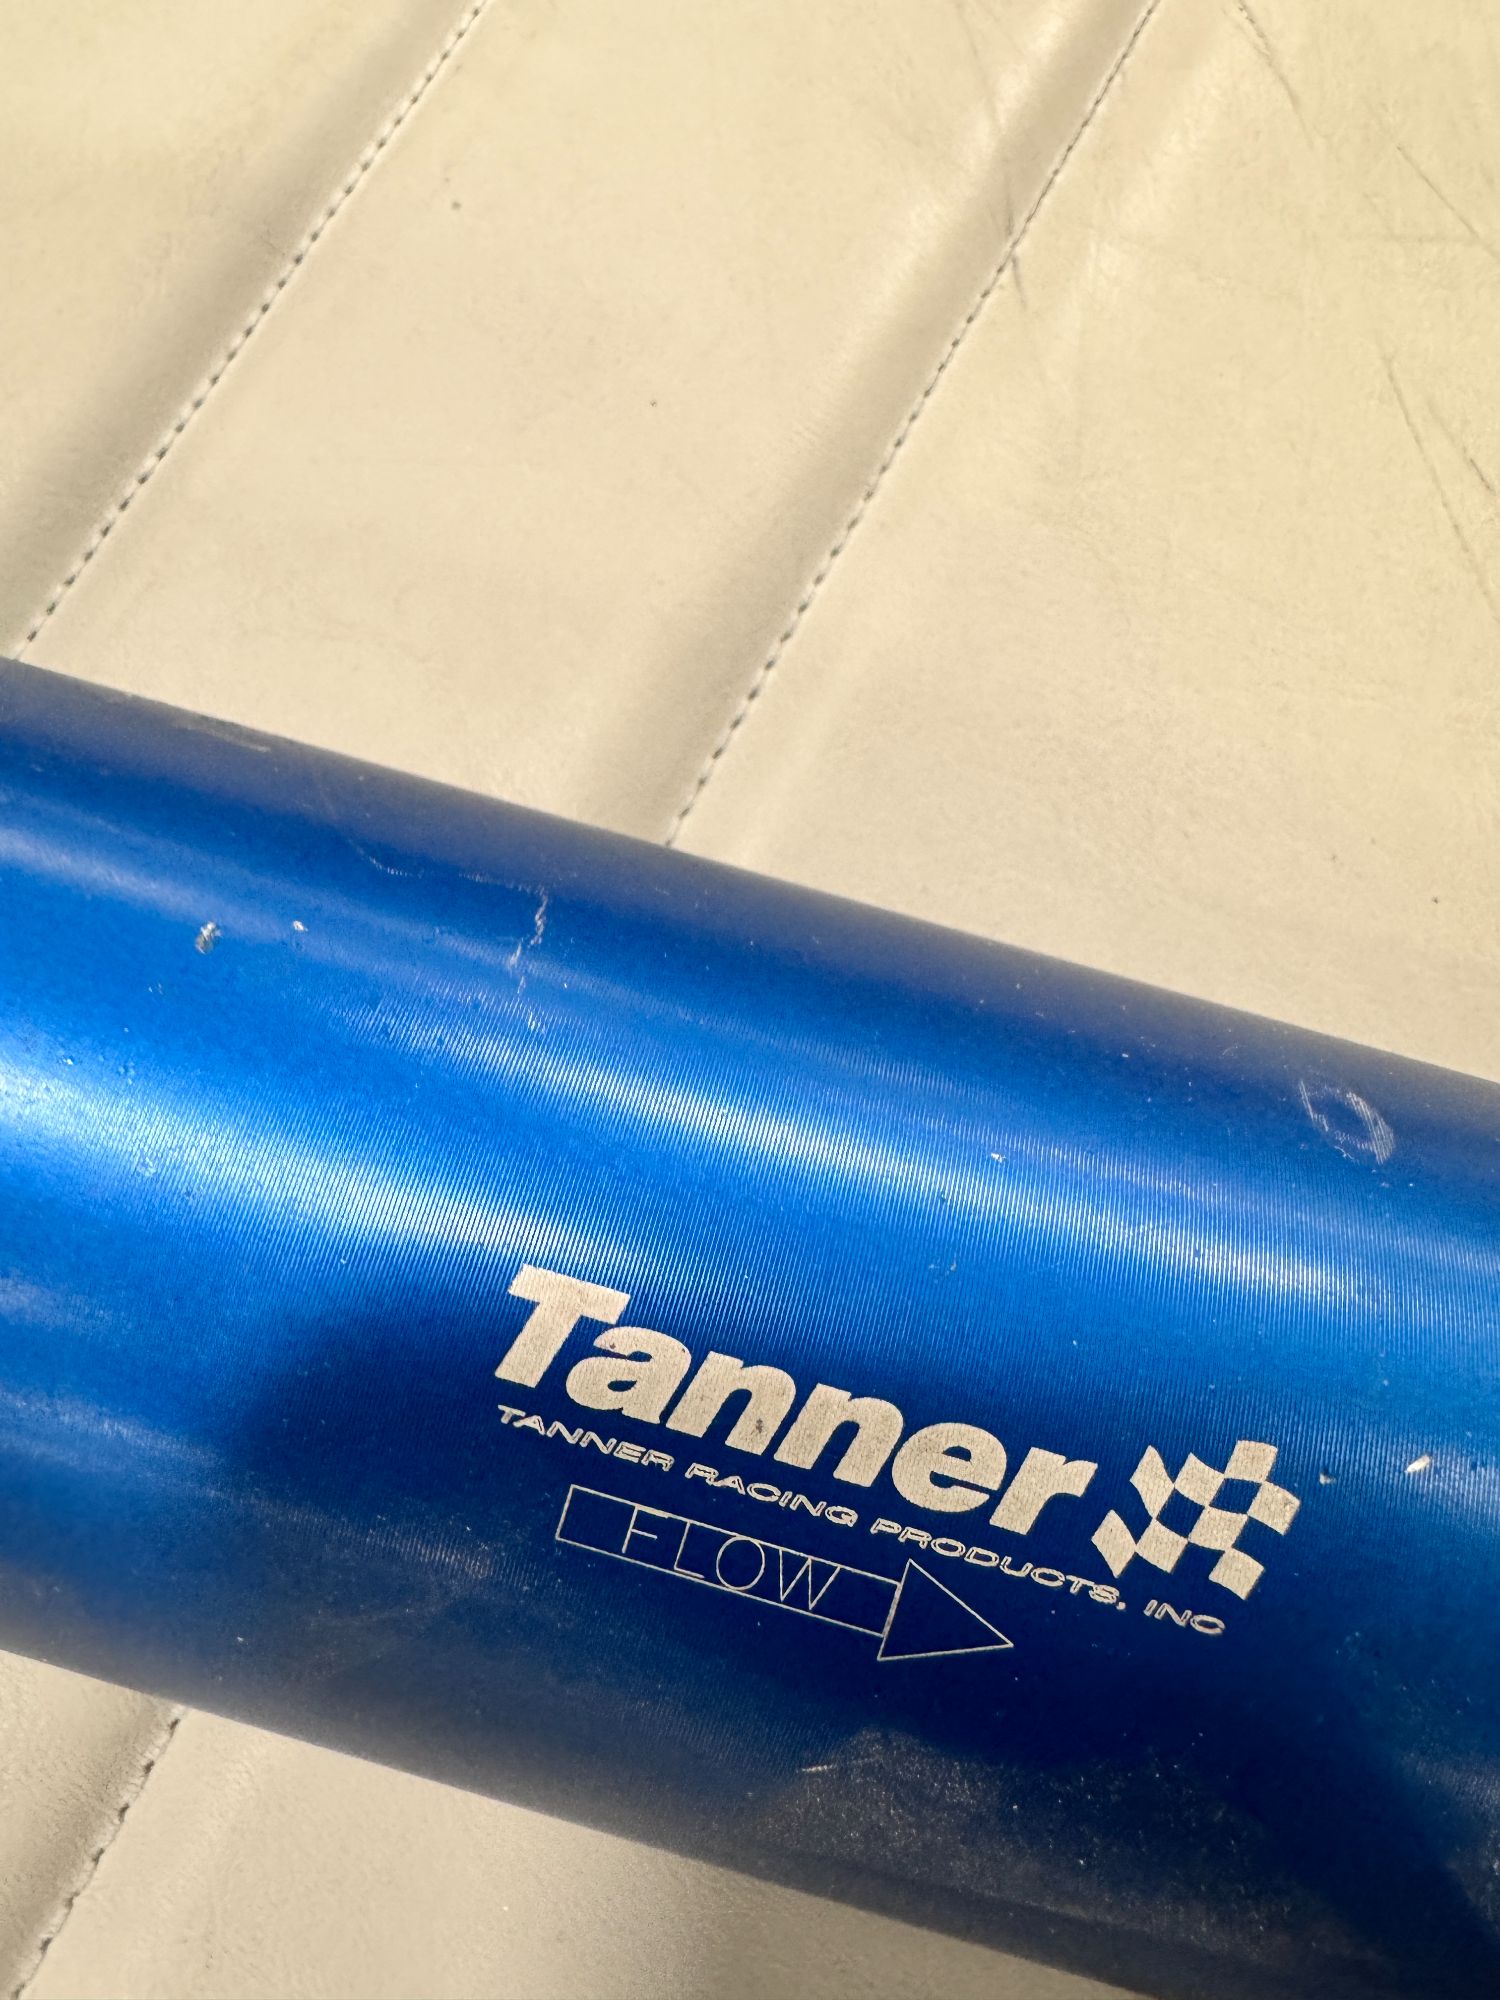 Tanner
TANNER RACING PRODUCTS, INC
FLOW